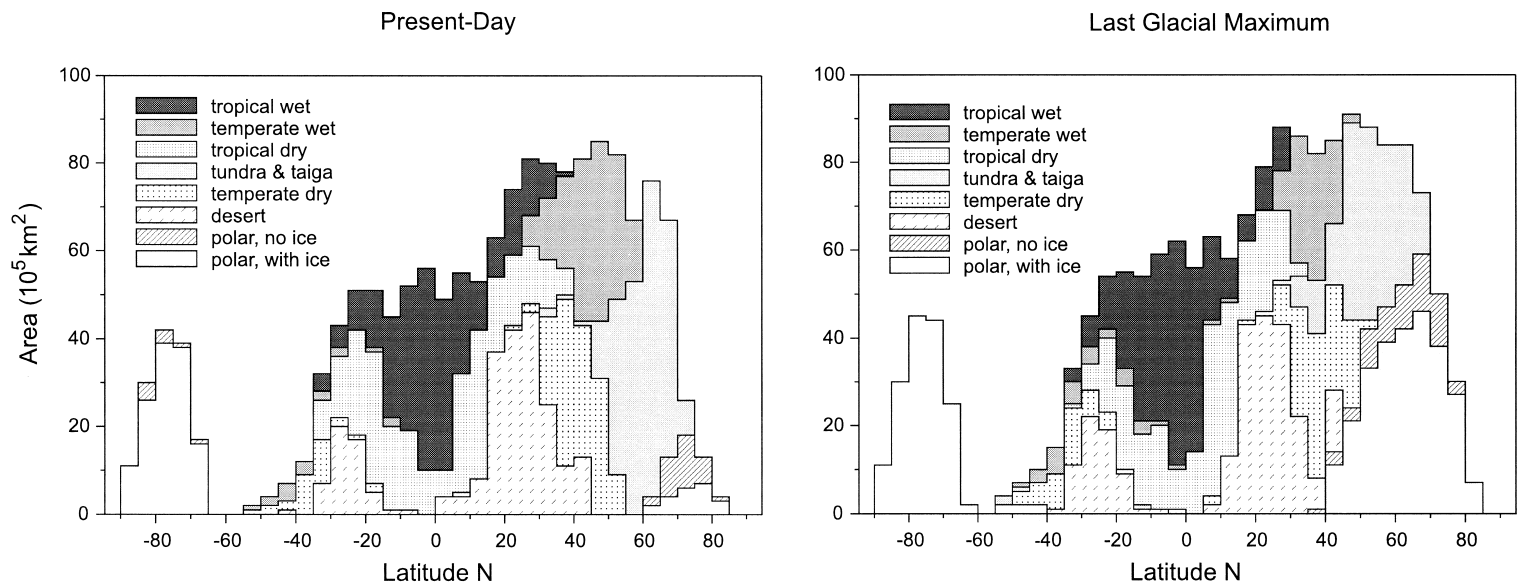 Present-Day
Last Glacial Maximum
Area (10⁵ km²)
100
80
60
40
20
0
tropical wet
temperate wet
tropical dry
tundra & taiga
temperate dry
desert
polar, no ice
polar, with ice
-80 -60 -40 -20 0 20 40 60 80
Latitude N
100
80
60
40
20
0
tropical wet
temperate wet
tropical dry
tundra & taiga
temperate dry
desert
polar, no ice
polar, with ice
-80 -60 -40 -20 0 20 40 60 80
Latitude N